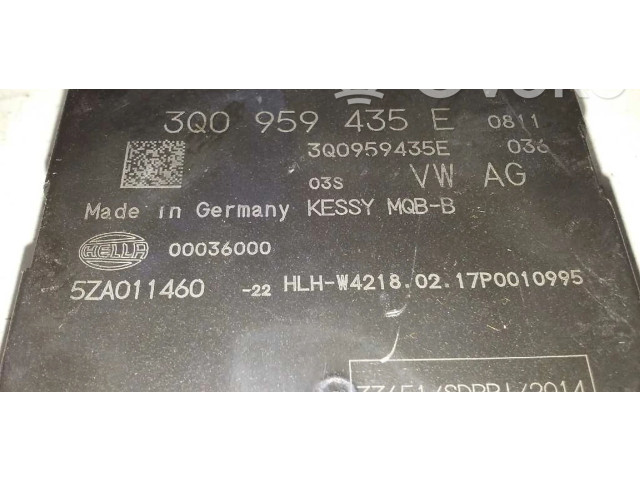 3Q0 959 435 E 0811
3Q0959435E 036
03S VW AG
Made in Germany KESSY MQB-B
HELLA 00036000
5ZA011460 -22 HLH-W4218.02.17P0010995